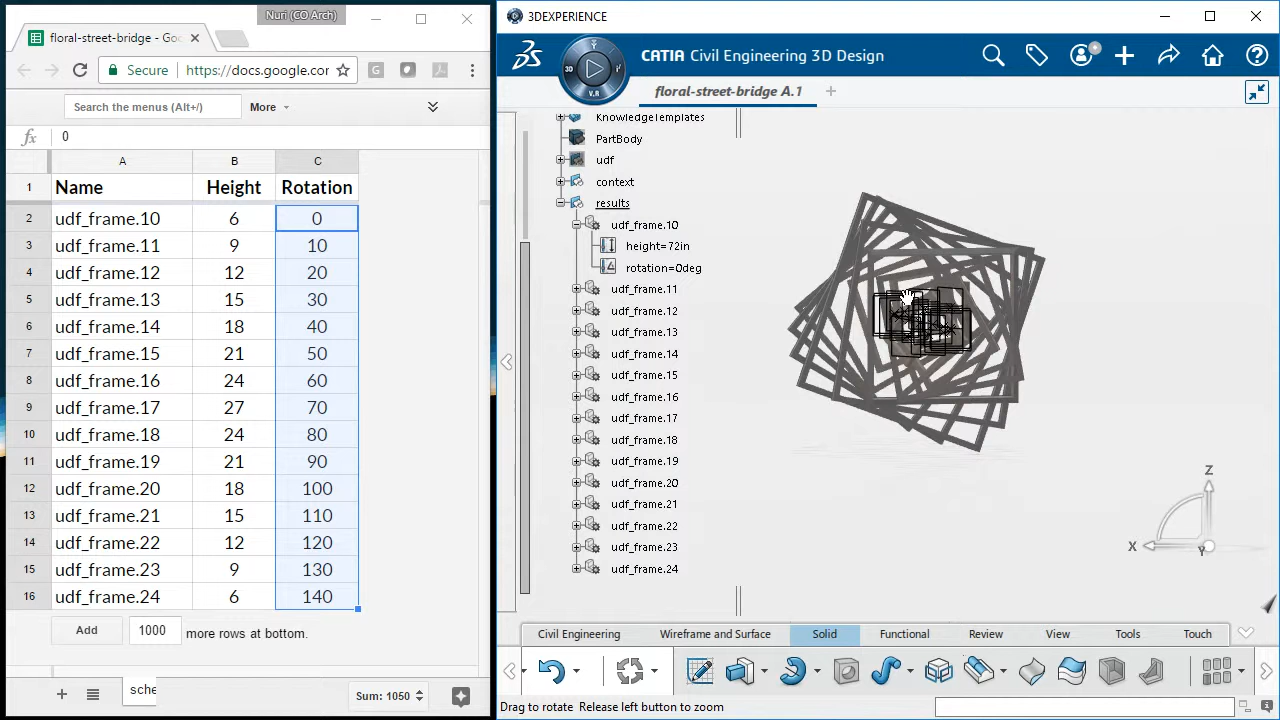 Nuri (CO Arch)
floral-street-bridge - Goo
Secure
https://docs.google.cor
Search the menus (Alt+/)
More
fx
0
A B C
1 Name Height Rotation
2 udf_frame.10 6 0
3 udf_frame.11 9 10
4 udf_frame.12 12 20
5 udf_frame.13 15 30
6 udf_frame.14 18 40
7 udf_frame.15 21 50
8 udf_frame.16 24 60
9 udf_frame.17 27 70
10 udf_frame.18 24 80
11 udf_frame.19 21 90
12 udf_frame.20 18 100
13 udf_frame.21 15 110
14 udf_frame.22 12 120
15 udf_frame.23 9 130
16 udf_frame.24 6 140
Add 1000 more rows at bottom.
sche
Sum: 1050
3DEXPERIENCE
3D
V.R
CATIA Civil Engineering 3D Design
floral-street-bridge A.1
KnowledgeTemplates
PartBody
udf
context
results
udf_frame.10
height=72in
rotation=0deg
udf_frame.11
udf_frame.12
udf_frame.13
udf_frame.14
udf_frame.15
udf_frame.16
udf_frame.17
udf_frame.18
udf_frame.19
udf_frame.20
udf_frame.21
udf_frame.22
udf_frame.23
udf_frame.24
Z
X
Y
Civil Engineering
Wireframe and Surface
Solid
Functional
Review
View
Tools
Touch
Drag to rotate Release left button to zoom